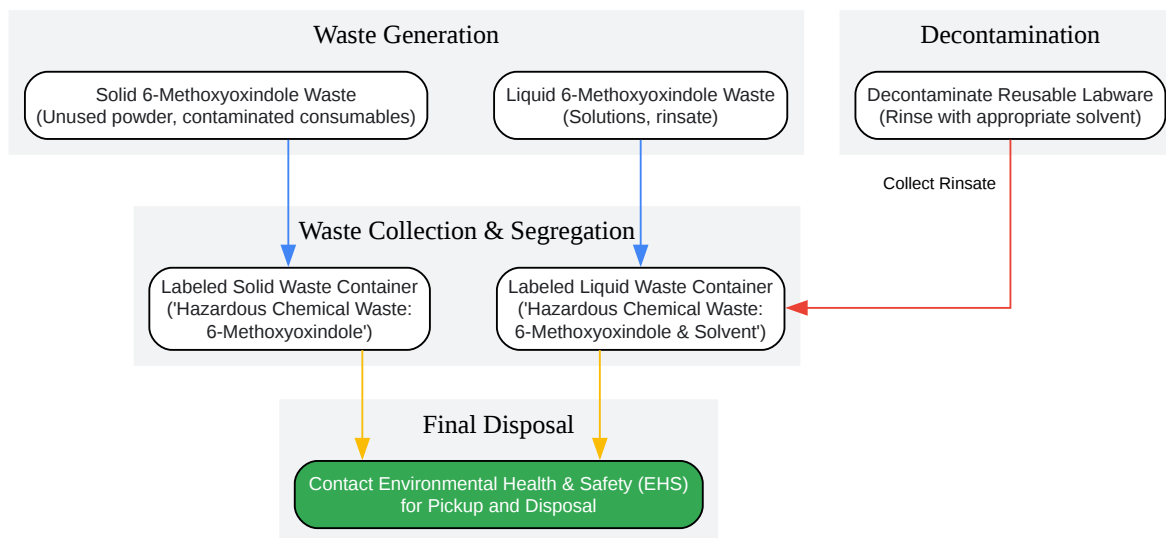 Waste Generation
Decontamination
Solid 6-Methoxyoxindole Waste
(Unused powder, contaminated consumables)
Liquid 6-Methoxyoxindole Waste
(Solutions, rinsate)
Decontaminate Reusable Labware
(Rinse with appropriate solvent)
Collect Rinsate
Waste Collection & Segregation
Labeled Solid Waste Container
('Hazardous Chemical Waste:
6-Methoxyoxindole')
Labeled Liquid Waste Container
('Hazardous Chemical Waste:
6-Methoxyoxindole & Solvent')
Final Disposal
Contact Environmental Health & Safety (EHS)
for Pickup and Disposal